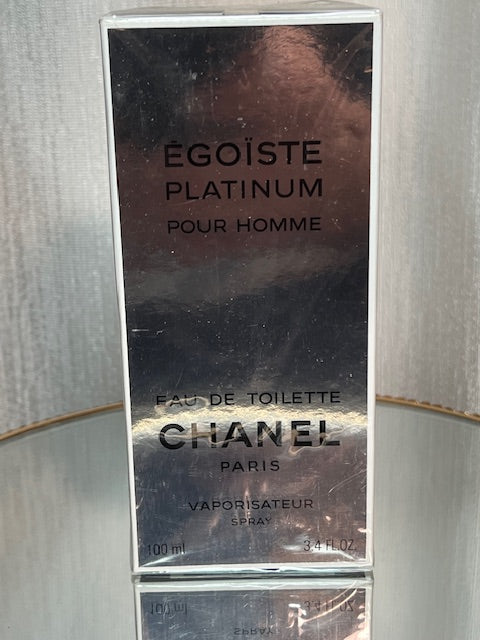 ÉGOÏSTE
PLATINUM
POUR HOMME
EAU DE TOILETTE
CHANEL
PARIS
VAPORISATEUR
SPRAY
100 ml 3.4 FL.OZ.